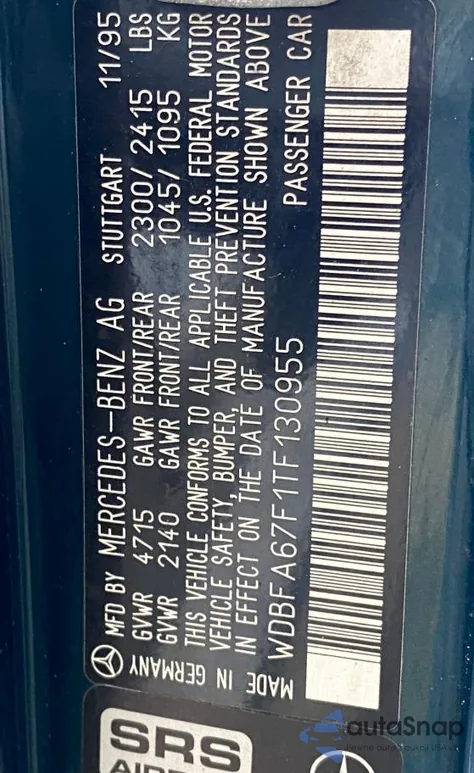 MFD BY MERCEDES-BENZ AG STUTTGART 11/95
GVWR 4715 GAWR FRONT/REAR 2300/2415 LBS
GVWR 2140 GAWR FRONT/REAR 1045/1095 KG
THIS VEHICLE CONFORMS TO ALL APPLICABLE U.S. FEDERAL MOTOR
VEHICLE SAFETY, BUMPER, AND THEFT PREVENTION STANDARDS
IN EFFECT ON THE DATE OF MANUFACTURE SHOWN ABOVE
WDBFA67F1TF130955 PASSENGER CAR
MADE IN GERMANY
SRS
autaSnap